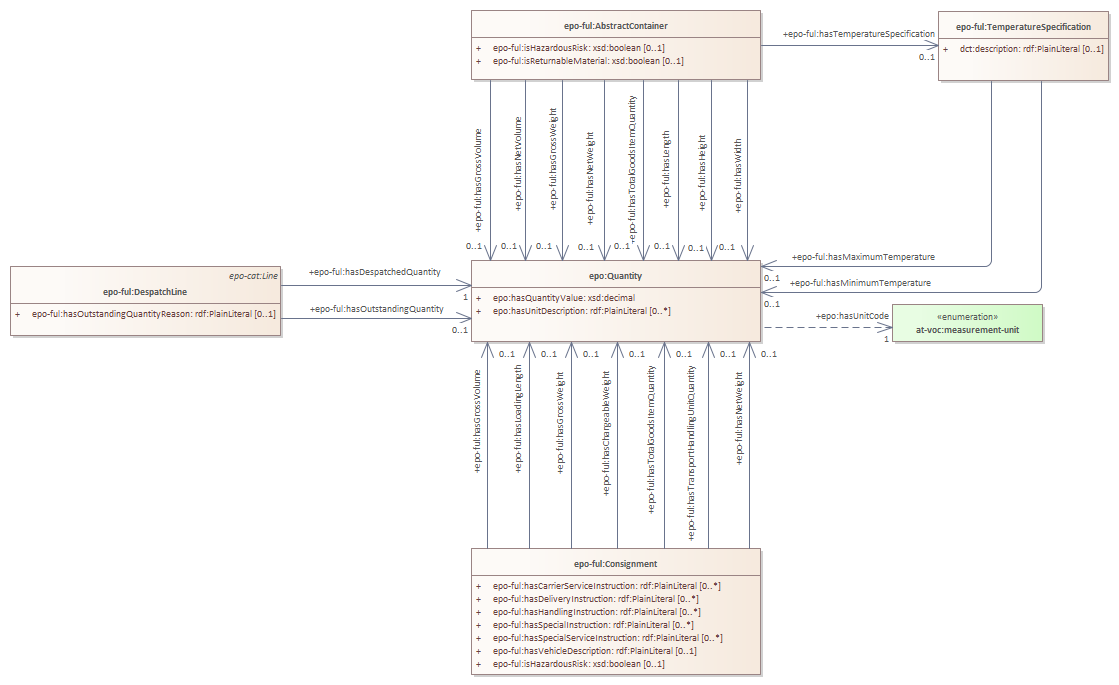 epo-ful:AbstractContainer
+ epo-ful:isHazardousRisk: xsd:boolean [0..1]
+ epo-ful:isReturnableMaterial: xsd:boolean [0..1]
+epo-ful:hasTemperatureSpecification
0..1
epo-ful:TemperatureSpecification
+ dct:description: rdf:PlainLiteral [0..1]
+epo-ful:hasGrossVolume
+epo-ful:hasNetVolume
+epo-ful:hasGrossWeight
+epo-ful:hasNetWeight
+epo-ful:hasTotalGoodsItemQuantity
+epo-ful:hasLength
+epo-ful:hasHeight
+epo-ful:hasWidth
0..1 0..1 0..1 0..1 0..1 0..1 0..1 0..1
+epo-ful:hasMaximumTemperature
0..1
+epo-ful:hasMinimumTemperature
0..1
epo-cat:Line
epo-ful:DespatchLine
+ epo-ful:hasOutstandingQuantityReason: rdf:PlainLiteral [0..1]
+epo-ful:hasDespatchedQuantity
1
+epo-ful:hasOutstandingQuantity
0..1
epo:Quantity
+ epo:hasQuantityValue: xsd:decimal
+ epo:hasUnitDescription: rdf:PlainLiteral [0..*]
+epo:hasUnitCode
1
«enumeration»
at-voc:measurement-unit
0..1 0..1 0..1 0..1 0..1 0..1 0..1
+epo-ful:hasGrossVolume
+epo-ful:hasLoadingLength
+epo-ful:hasGrossWeight
+epo-ful:hasChargeableWeight
+epo-ful:hasTotalGoodsItemQuantity
+epo-ful:hasTransportHandlingUnitQuantity
+epo-ful:hasNetWeight
epo-ful:Consignment
+ epo-ful:hasCarrierServiceInstruction: rdf:PlainLiteral [0..*]
+ epo-ful:hasDeliveryInstruction: rdf:PlainLiteral [0..*]
+ epo-ful:hasHandlingInstruction: rdf:PlainLiteral [0..*]
+ epo-ful:hasSpecialInstruction: rdf:PlainLiteral [0..*]
+ epo-ful:hasSpecialServiceInstruction: rdf:PlainLiteral [0..*]
+ epo-ful:hasVehicleDescription: rdf:PlainLiteral [0..1]
+ epo-ful:isHazardousRisk: xsd:boolean [0..1]